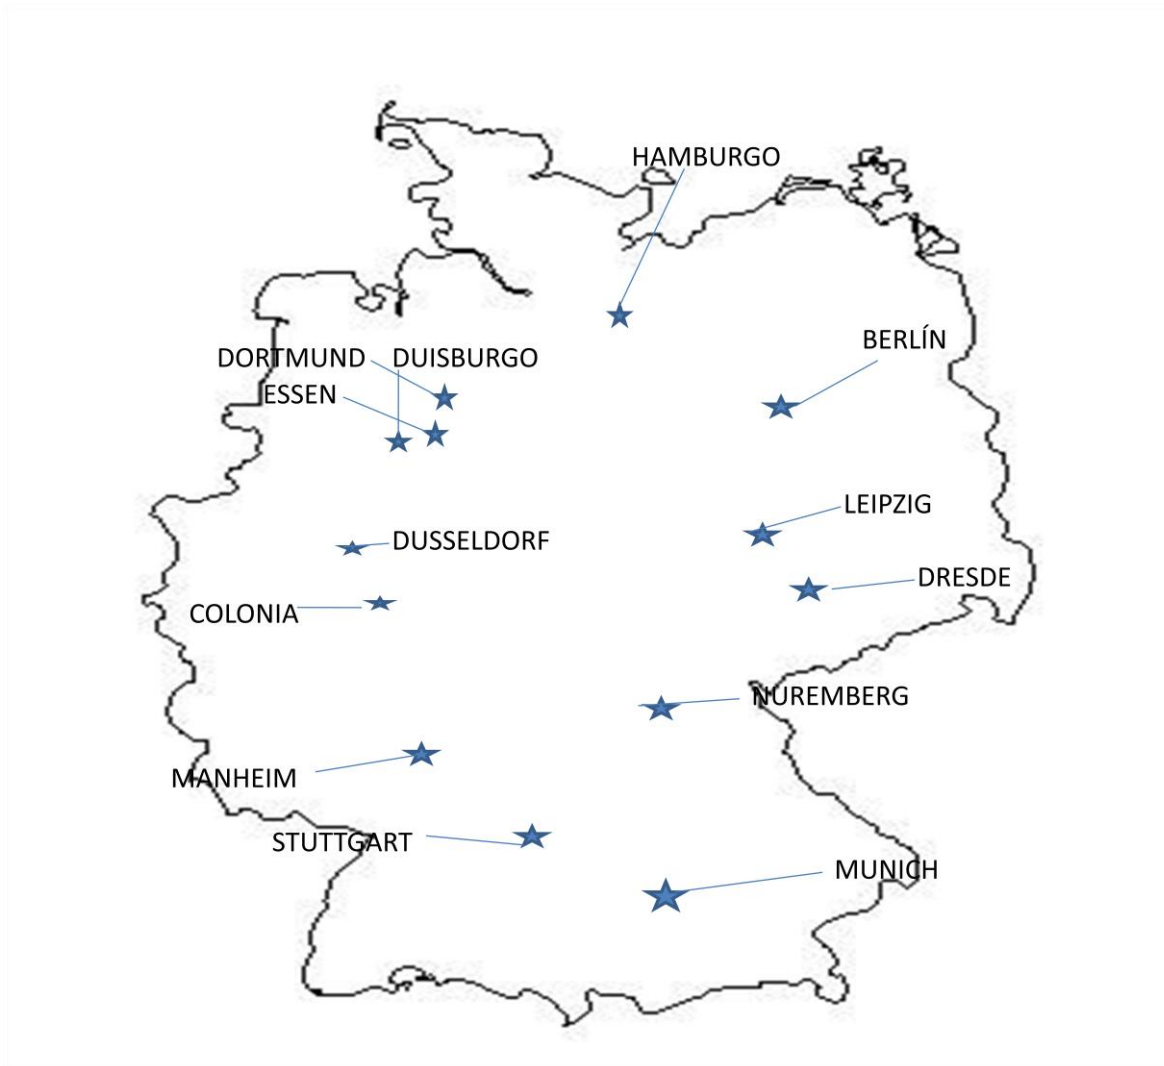 HAMBURGO
BERLÍN
DORTMUND
DUISBURGO
ESSEN
LEIPZIG
DUSSELDORF
DRESDE
COLONIA
NUREMBERG
MANHEIM
STUTTGART
MUNICH